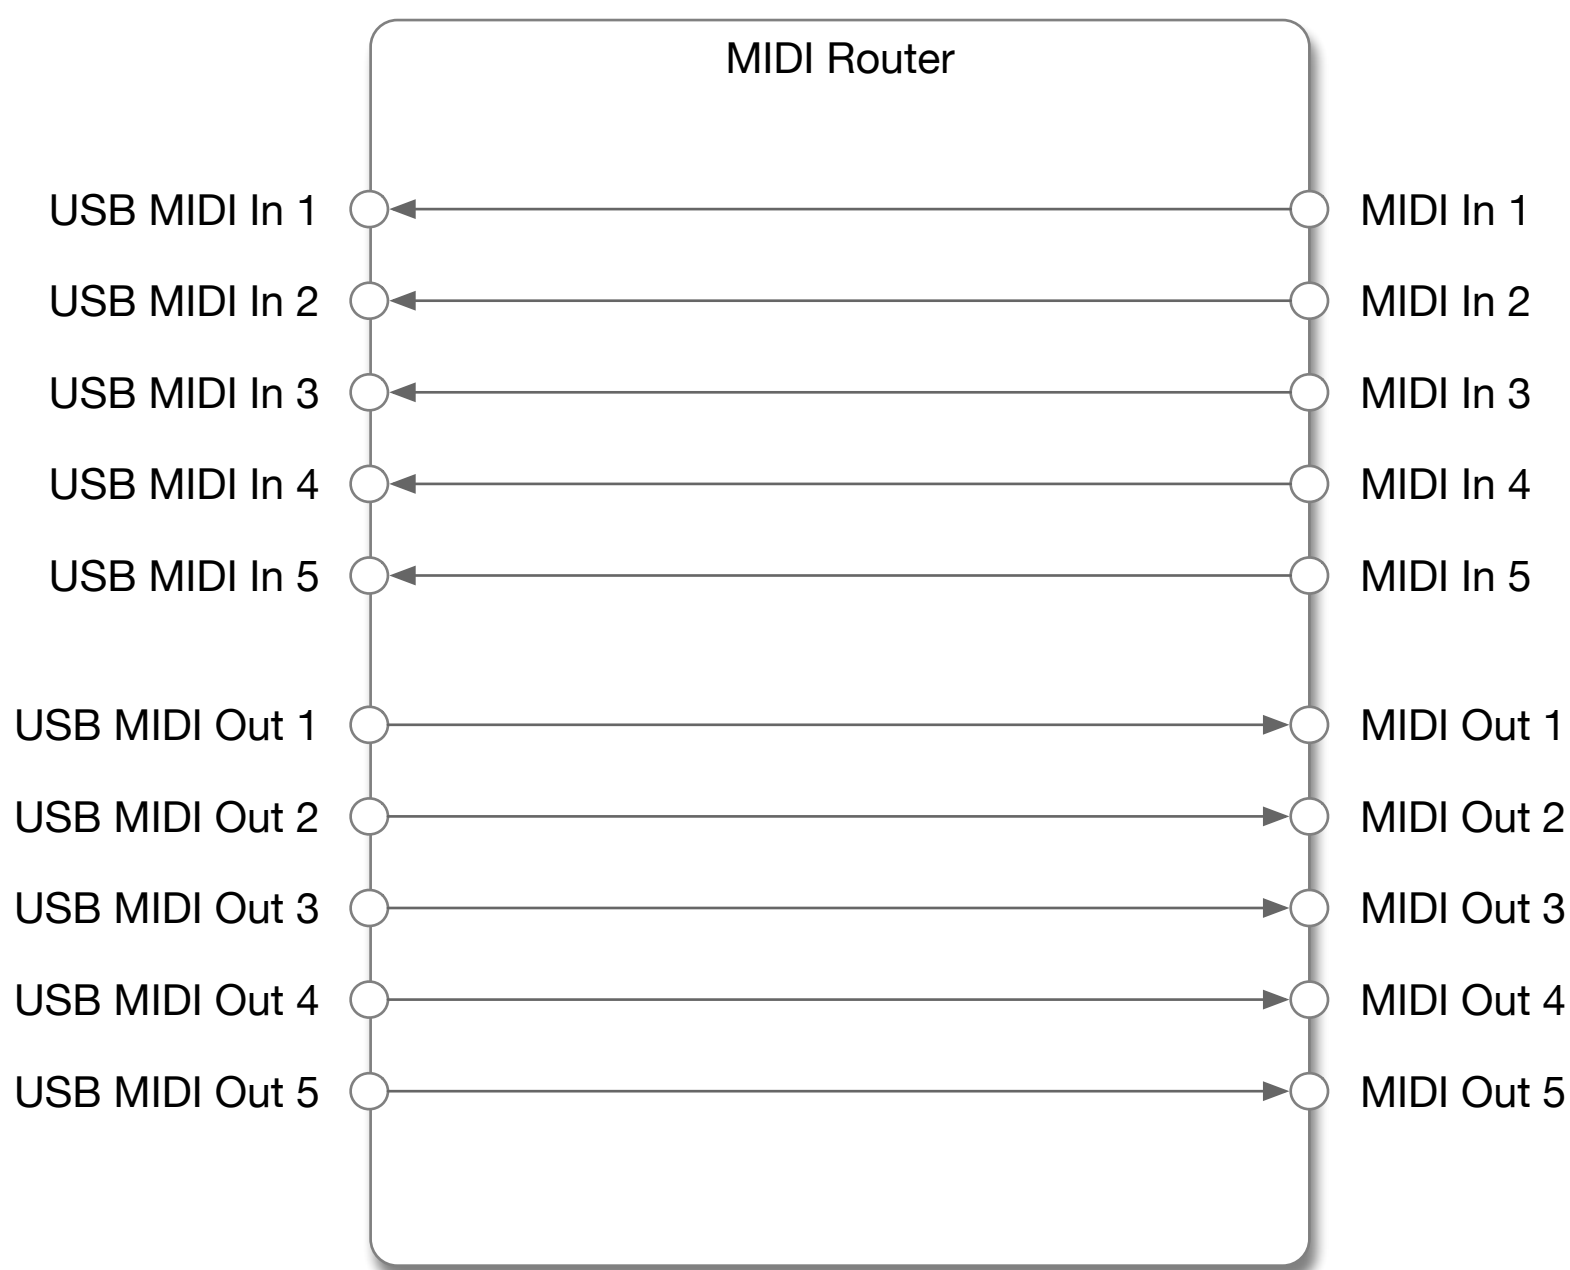 MIDI Router
USB MIDI In 1
MIDI In 1
USB MIDI In 2
MIDI In 2
USB MIDI In 3
MIDI In 3
USB MIDI In 4
MIDI In 4
USB MIDI In 5
MIDI In 5
USB MIDI Out 1
MIDI Out 1
USB MIDI Out 2
MIDI Out 2
USB MIDI Out 3
MIDI Out 3
USB MIDI Out 4
MIDI Out 4
USB MIDI Out 5
MIDI Out 5